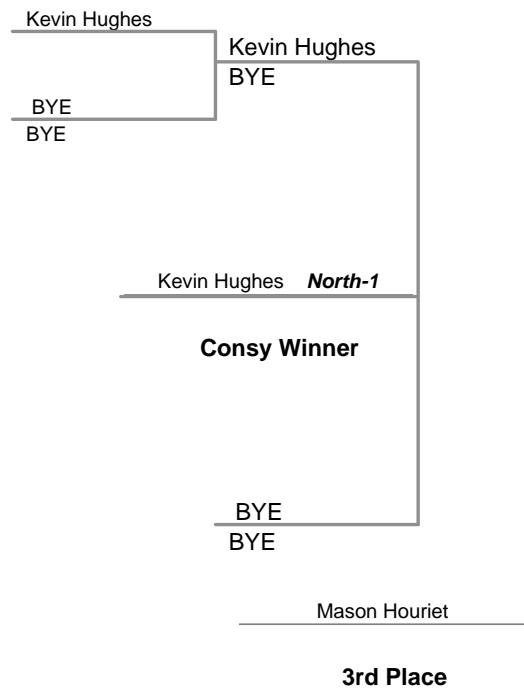 Kevin Hughes
Kevin Hughes
BYE
BYE
BYE
Kevin Hughes North-1
Consy Winner
BYE
BYE
Mason Houriet
3rd Place